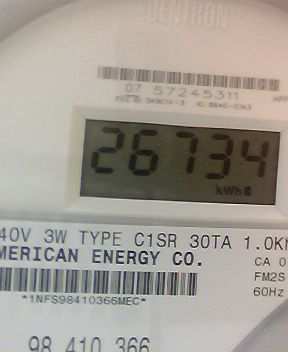 CENTRON
07 57245311
26734
kWh
40V 3W TYPE C1SR 30TA 1.0Kh
MERICAN ENERGY CO.
CA 0
FM2S
60Hz
*1NFS98410366MEC*
98 410 366